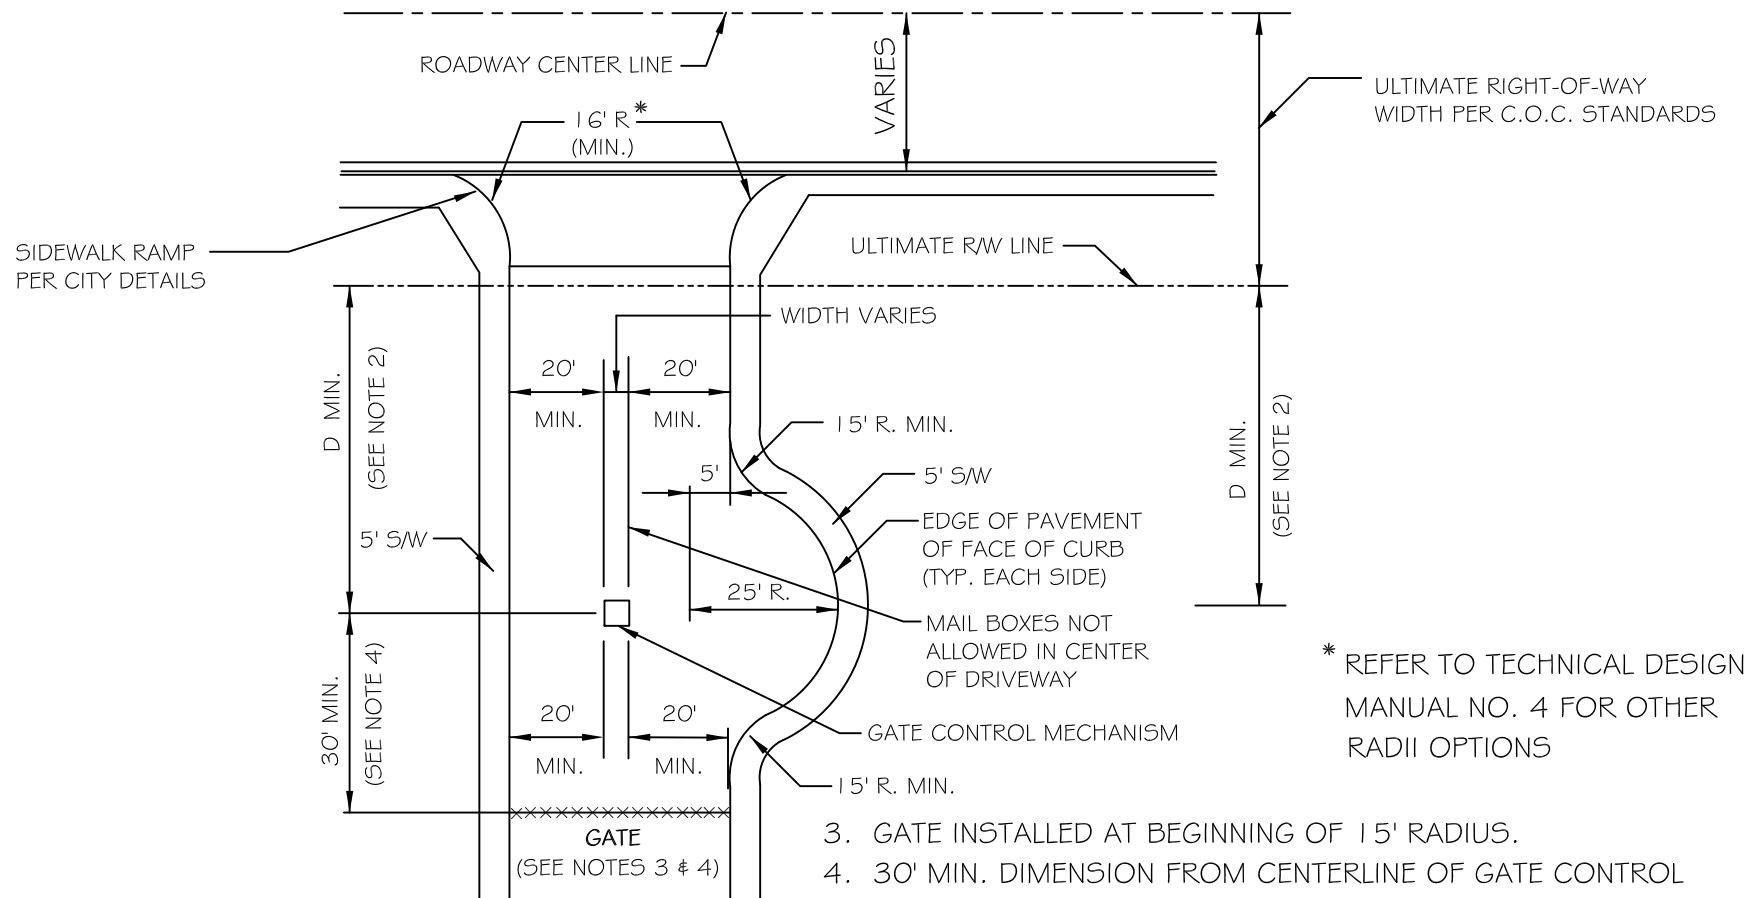 ROADWAY CENTER LINE
VARIES
ULTIMATE RIGHT-OF-WAY
WIDTH PER C.O.C. STANDARDS
16' R*
(MIN.)
SIDEWALK RAMP
PER CITY DETAILS
ULTIMATE R/W LINE
WIDTH VARIES
20'
MIN.
20'
MIN.
D MIN.
(SEE NOTE 2)
15' R. MIN.
5'
5' S/W
D MIN.
(SEE NOTE 2)
5' S/W
EDGE OF PAVEMENT
OF FACE OF CURB
(TYP. EACH SIDE)
25' R.
MAIL BOXES NOT
ALLOWED IN CENTER
OF DRIVEWAY
* REFER TO TECHNICAL DESIGN
MANUAL NO. 4 FOR OTHER
RADII OPTIONS
30' MIN.
(SEE NOTE 4)
20'
MIN.
20'
MIN.
GATE CONTROL MECHANISM
15' R. MIN.
GATE
(SEE NOTES 3 & 4)
3. GATE INSTALLED AT BEGINNING OF 15' RADIUS.
4. 30' MIN. DIMENSION FROM CENTERLINE OF GATE CONTROL